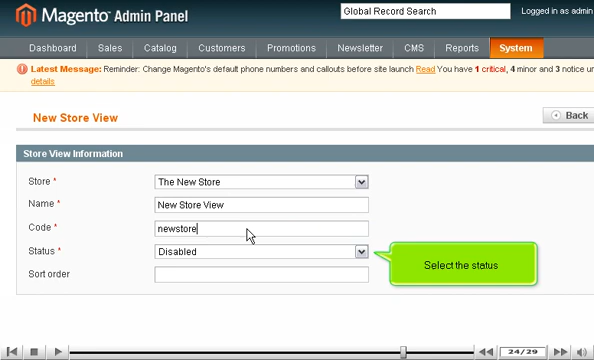 Magento Admin Panel
Global Record Search
Logged in as admin
Dashboard Sales Catalog Customers Promotions Newsletter CMS Reports System
Latest Message: Reminder: Change Magento's default phone numbers and callouts before site launch Read You have 1 critical, 4 minor and 3 notice un
details
New Store View
Back
Store View Information
Store * The New Store
Name * New Store View
Code * newstore
Status * Disabled
Select the status
Sort order
24/29